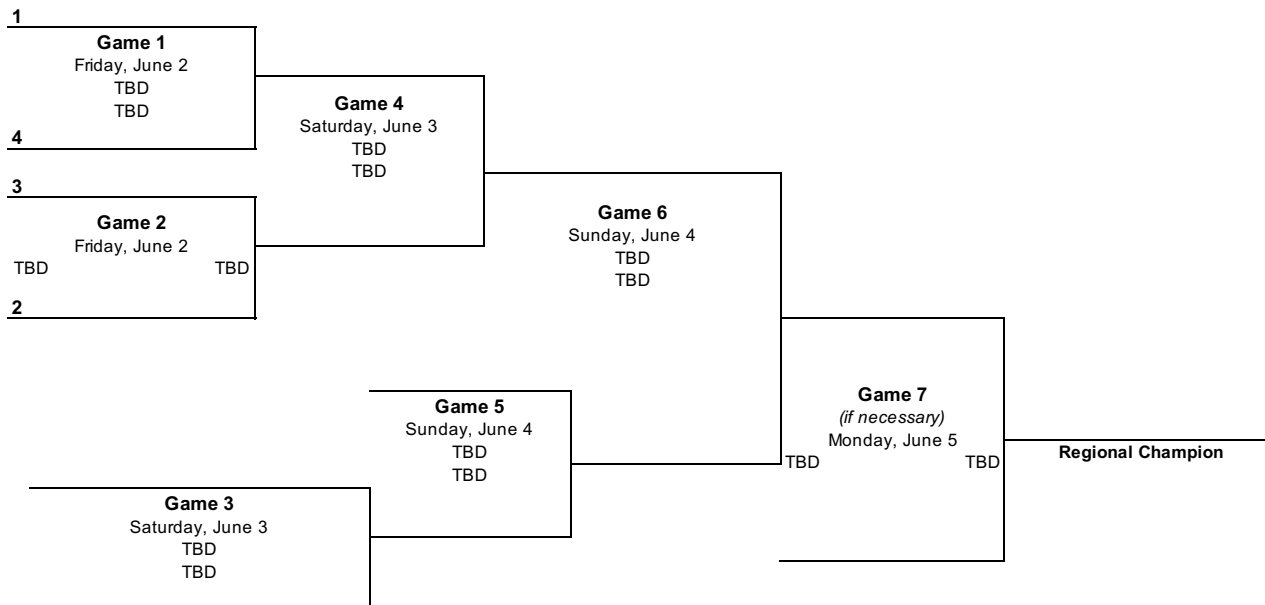 1
Game 1
Friday, June 2
TBD
TBD
4
3
Game 2
Friday, June 2
TBD TBD
2
Game 4
Saturday, June 3
TBD
TBD
Game 6
Sunday, June 4
TBD
TBD
Game 5
Sunday, June 4
TBD
TBD
Game 3
Saturday, June 3
TBD
TBD
Game 7
(if necessary)
Monday, June 5
TBD TBD
Regional Champion